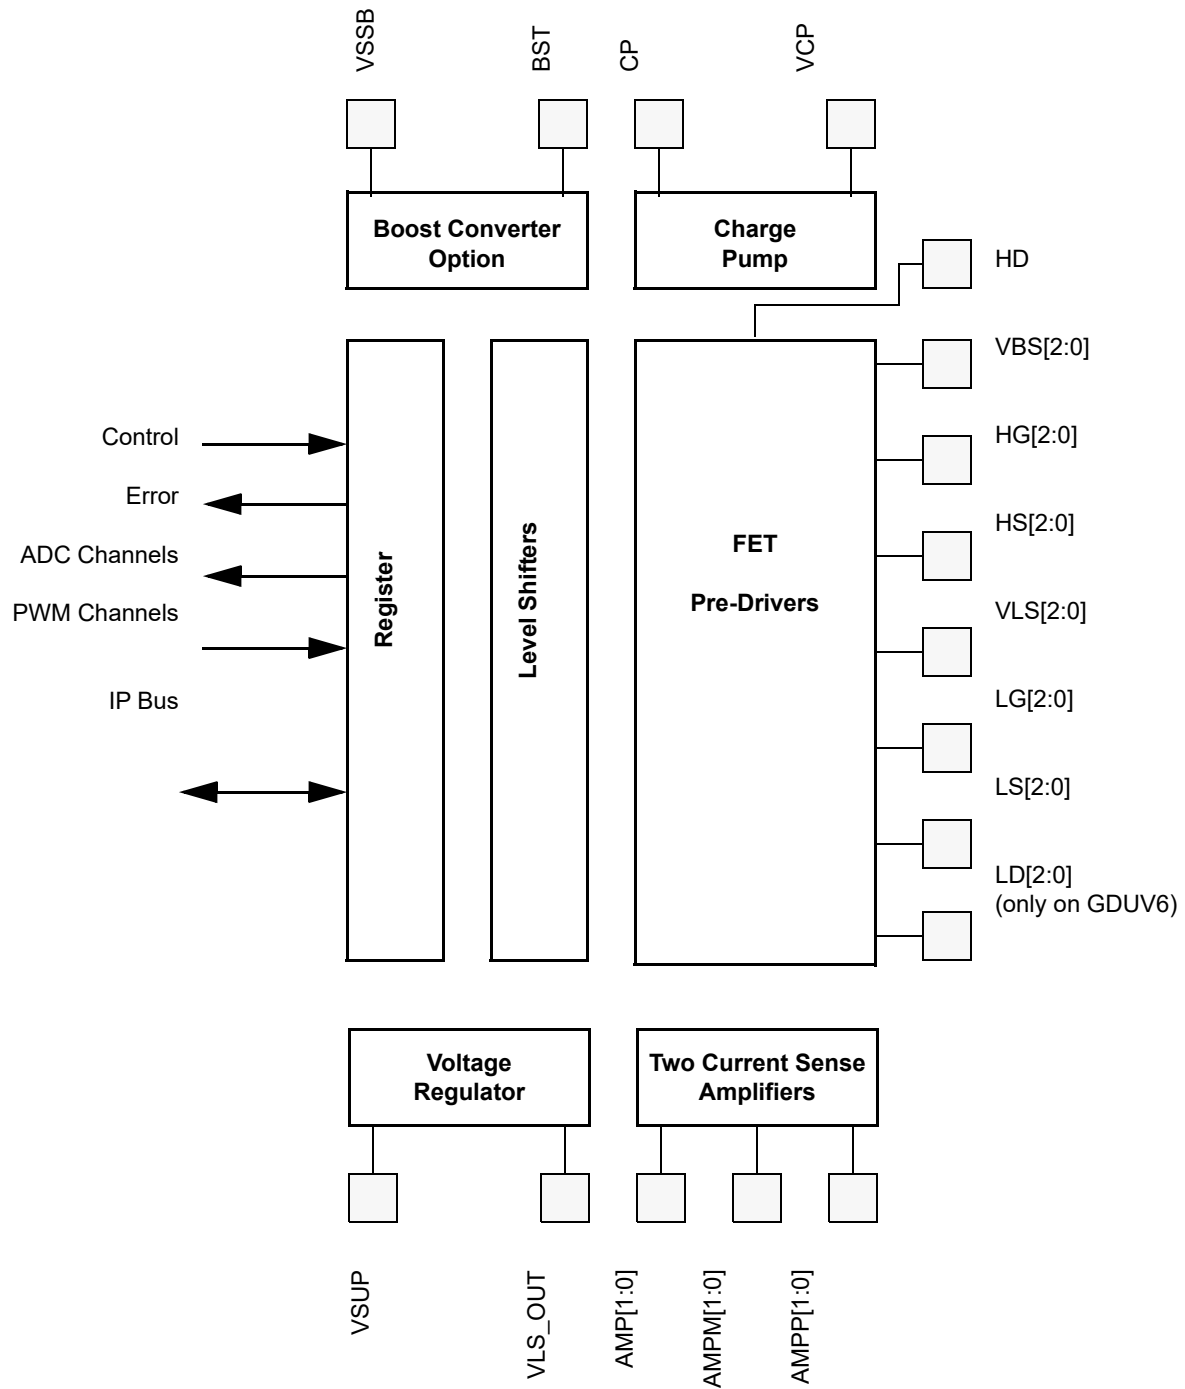 VSSB
BST
CP
VCP
Boost Converter
Option
Charge
Pump
HD
VBS[2:0]
HG[2:0]
HS[2:0]
VLS[2:0]
LG[2:0]
LS[2:0]
LD[2:0]
(only on GDUV6)
Control
Error
ADC Channels
PWM Channels
IP Bus
Register
Level Shifters
FET
Pre-Drivers
Voltage
Regulator
Two Current Sense
Amplifiers
VSUP
VLS_OUT
AMP[1:0]
AMPM[1:0]
AMPP[1:0]